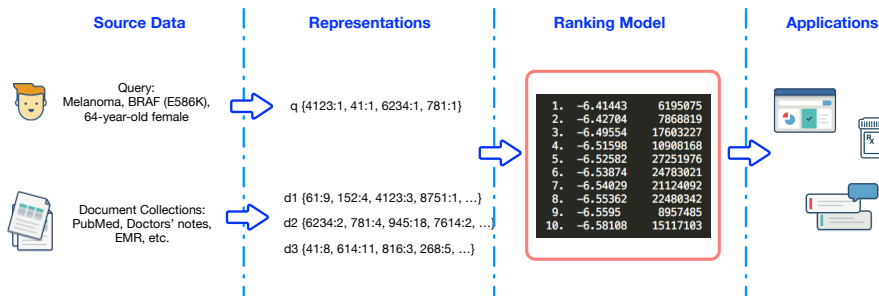 Source Data
Representations
Ranking Model
Applications
Query:
Melanoma, BRAF (E586K),
64-year-old female
q {4123:1, 41:1, 6234:1, 781:1}
Document Collections:
PubMed, Doctors' notes,
EMR, etc.
d1 {61:9, 152:4, 4123:3, 8751:1, …}
d2 {6234:2, 781:4, 945:18, 7614:2, …}
d3 {41:8, 614:11, 816:3, 268:5, …}
1. -6.41443 6195075
2. -6.42704 7868819
3. -6.49554 17603227
4. -6.51598 10908168
5. -6.52582 27251976
6. -6.53874 24783021
7. -6.54029 21124092
8. -6.55362 22480342
9. -6.5595 8957485
10. -6.58108 15117103
Rx